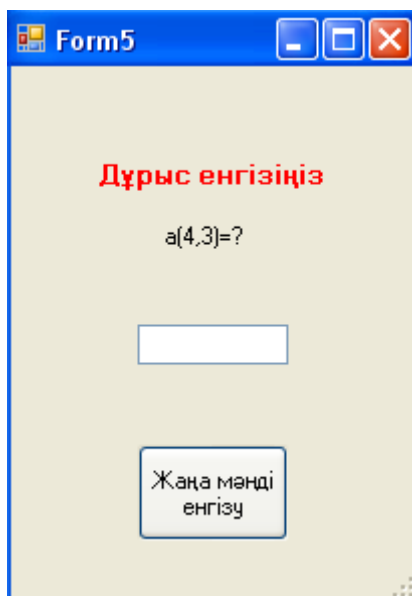 Form5
Дұрыс енгізіңіз
a(4,3)=?
Жаңа мәнді
енгізу